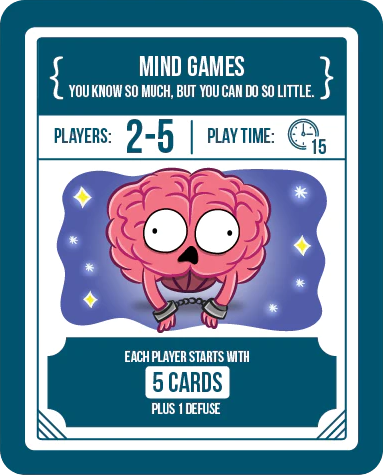 MIND GAMES
YOU KNOW SO MUCH, BUT YOU CAN DO SO LITTLE.
PLAYERS: 2-5 PLAY TIME: 15
EACH PLAYER STARTS WITH
5 CARDS
PLUS 1 DEFUSE